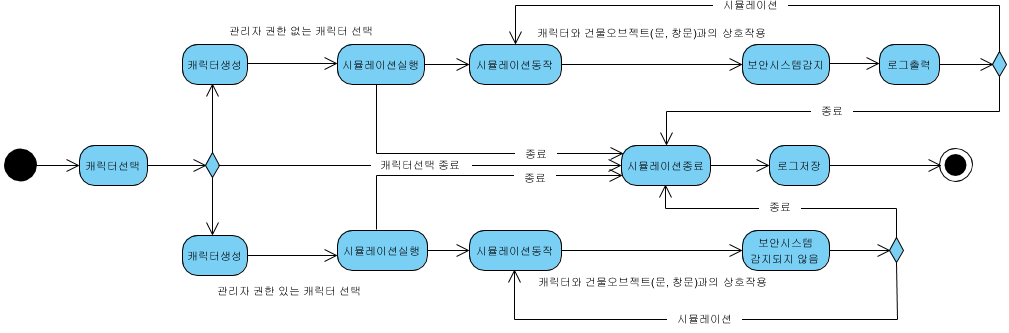 시뮬레이션
관리자 권한 없는 캐릭터 선택
캐릭터와 건물오브젝트(문, 창문)과의 상호작용
캐릭터생성
시뮬레이션실행
시뮬레이션동작
보안시스템감지
로그출력
종료
종료
캐릭터선택
캐릭터선택 종료
시뮬레이션종료
로그저장
종료
종료
캐릭터생성
시뮬레이션실행
시뮬레이션동작
보안시스템
감지되지 않음
관리자 권한 있는 캐릭터 선택
캐릭터와 건물오브젝트(문, 창문)과의 상호작용
시뮬레이션